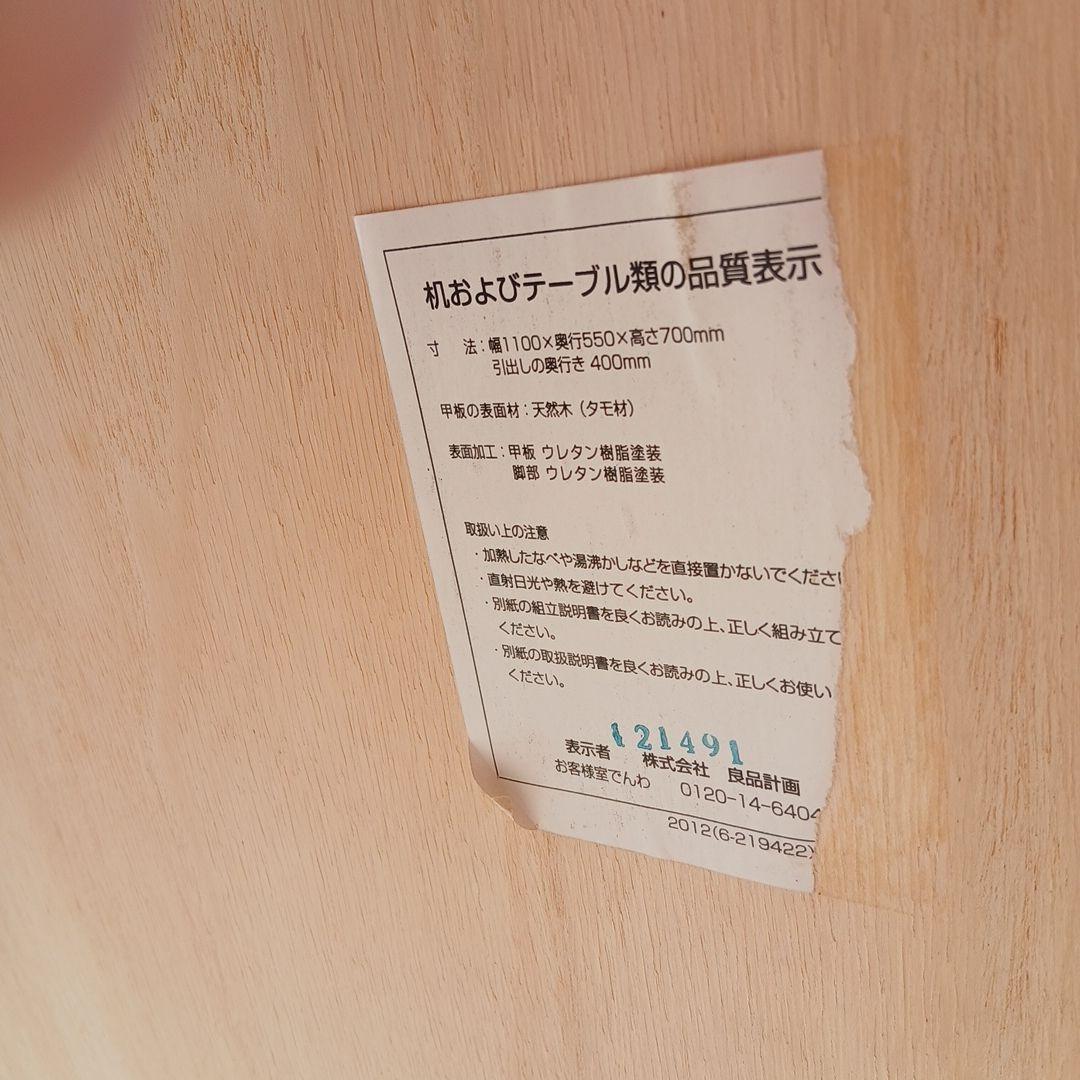 机およびテーブル類の品質表示
寸 法：幅1100×奥行550×高さ700mm
引出しの奥行き 400mm
甲板の表面材：天然木（タモ材）
表面加工：甲板 ウレタン樹脂塗装
脚部 ウレタン樹脂塗装
取扱い上の注意
・加熱したなべや湯沸かしなどを直接置かないでください
・直射日光や熱を避けてください。
・別紙の組立説明書を良くお読みの上、正しく組み立て
ください。
・別紙の取扱説明書を良くお読みの上、正しくお使い
ください。
21491
表示者 株式会社 良品計画
お客様室でんわ 0120-14-6404
2012(6-219422)